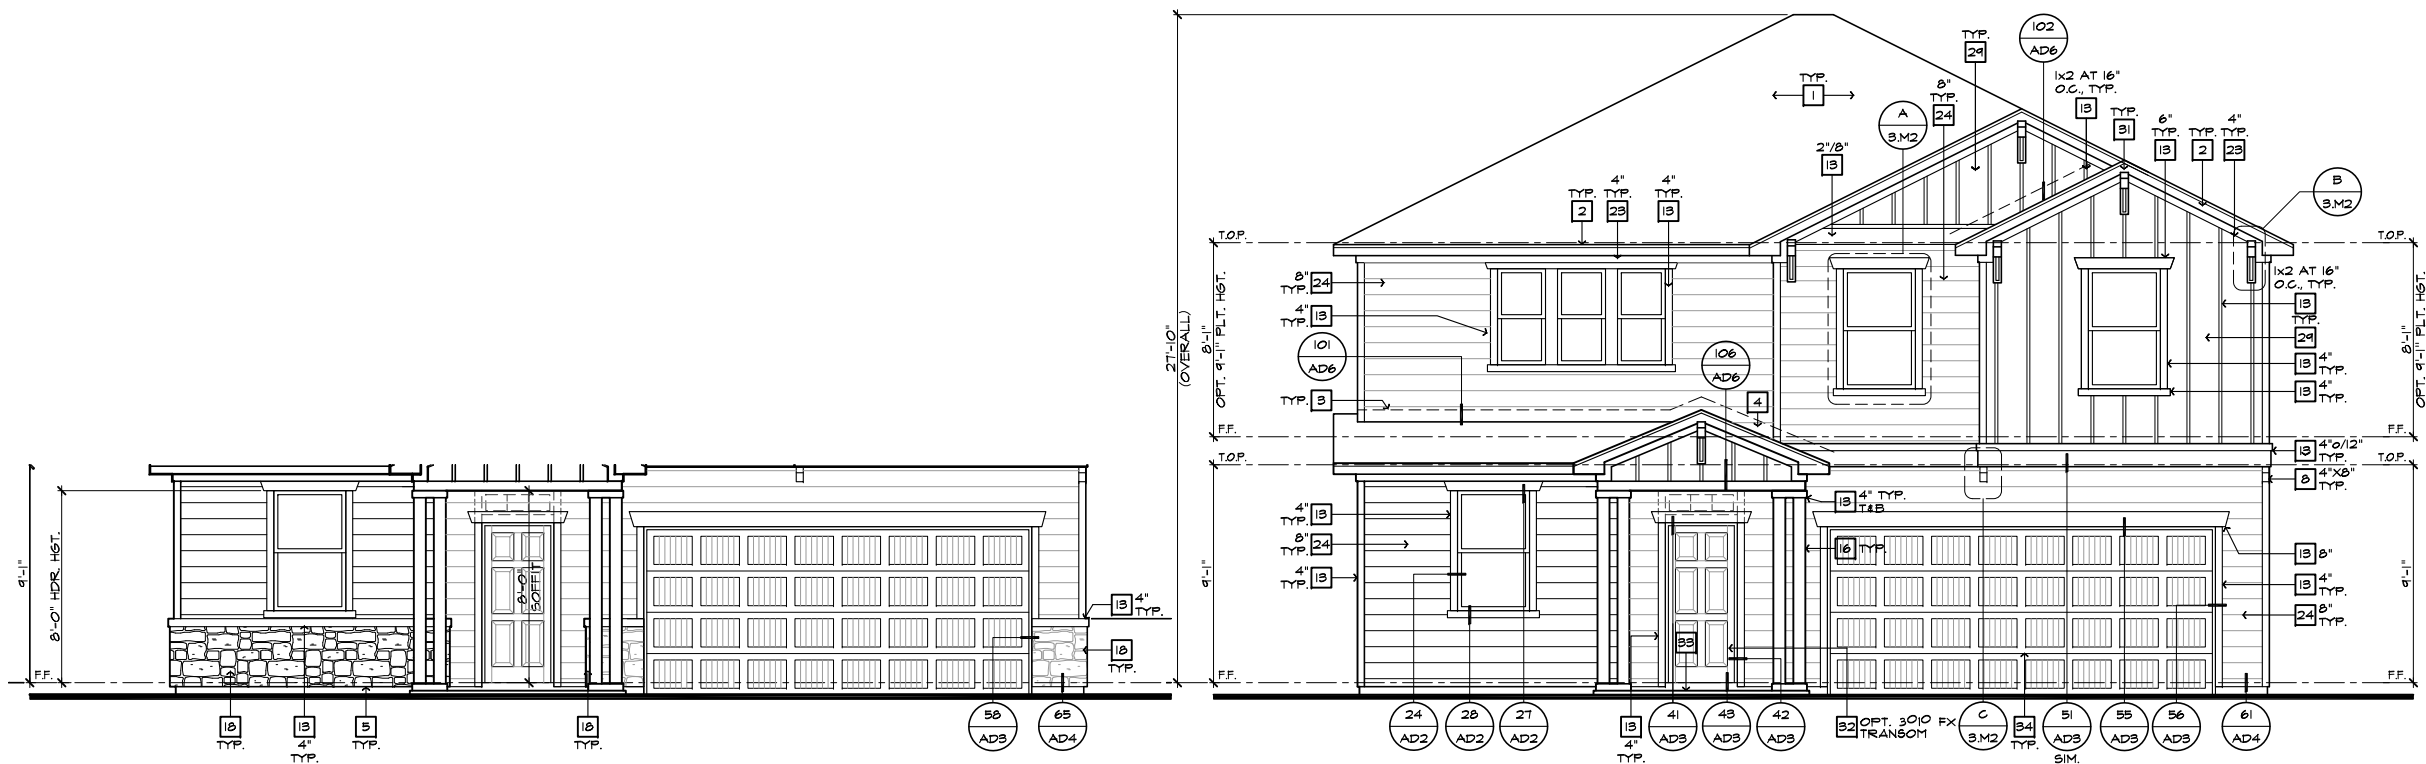 9'-1"
8'-0" HDR. HGT.
F.F.
8'-0"
SOFFIT
13 4"
TYP.
18
TYP.
18
TYP.
13
4"
TYP.
5
TYP.
18
TYP.
58
AD3
65
AD4
27'-10"
(OVERALL)
TYP.
1
TYP.
29
102
AD6
1x2 AT 16"
O.C., TYP.
13
8"
TYP.
24
A
3.M2
2"/8"
13
TYP.
31
6"
TYP.
13
TYP.
2
4"
TYP.
23
B
3.M2
TYP.
2
4"
TYP.
23
4"
TYP.
13
T.O.P.
T.O.P.
8'-1"
OPT. 9'-1" PLT. HGT.
8"
TYP. 24
4"
TYP. 13
101
AD6
TYP. 3
106
AD6
4
1x2 AT 16"
O.C., TYP.
13
TYP.
29
13 4"
TYP.
13 4"
TYP.
8'-1"
OPT. 9'-1" PLT. HGT.
F.F.
F.F.
T.O.P.
T.O.P.
13 4"0/12"
TYP.
8 4"X8"
TYP.
9'-1"
4"
TYP. 13
8"
TYP. 24
4"
TYP. 13
13 4" TYP.
T&B
16 TYP.
33
13 8"
13 4"
TYP.
24 8"
TYP.
9'-1"
F.F.
F.F.
24
AD2
28
AD2
27
AD2
13
4"
TYP.
41
AD3
43
AD3
42
AD3
32 OPT. 3010 FX
TRANSOM
C
3.M2
34
TYP.
51
AD3
SIM.
55
AD3
56
AD3
61
AD4